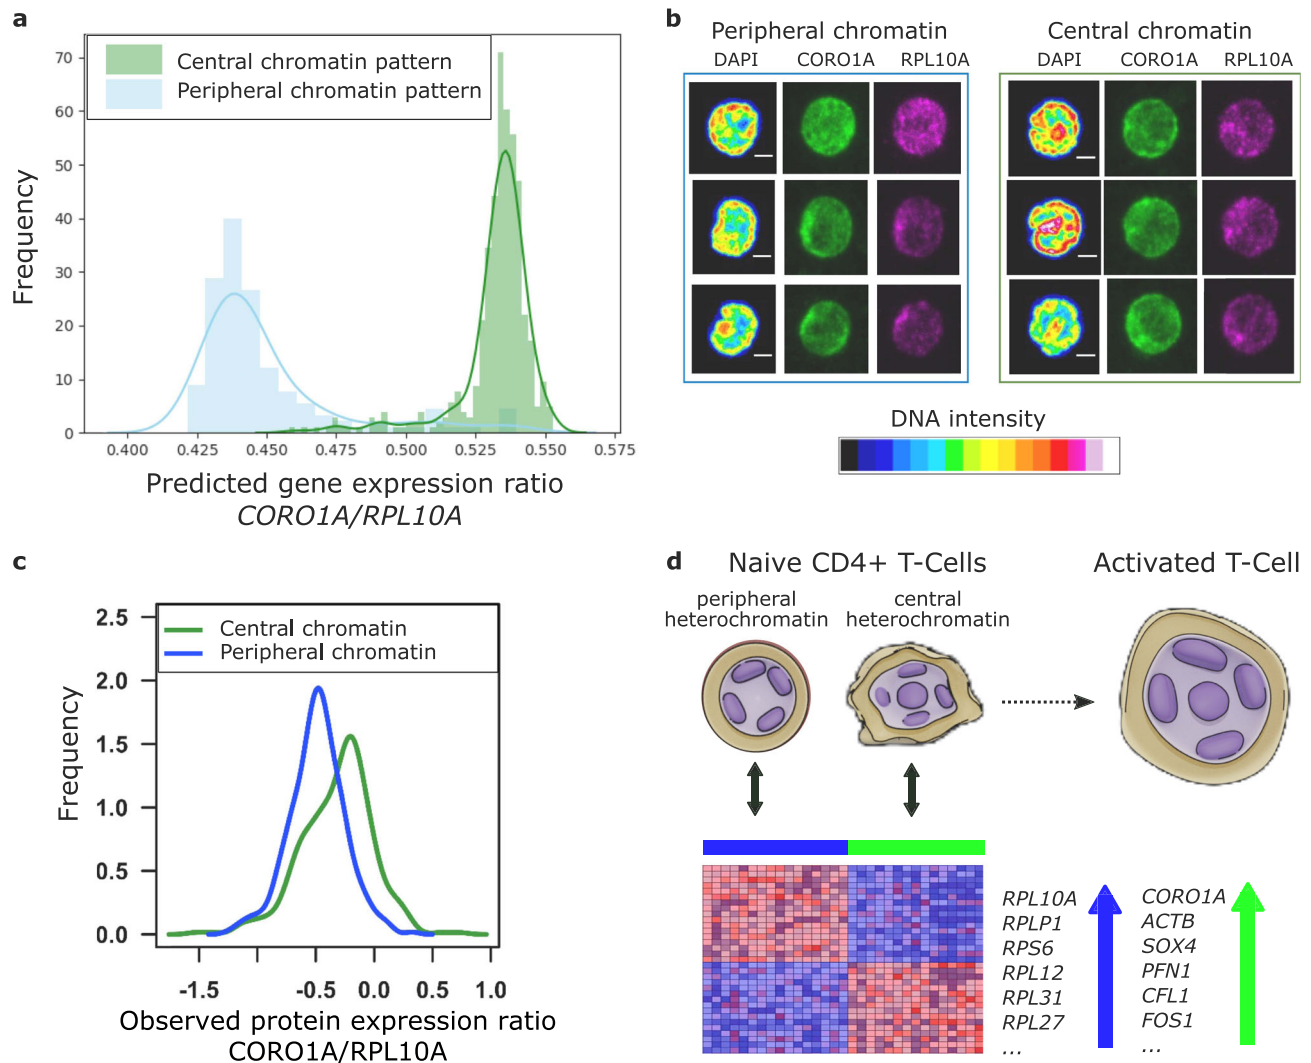 a
Central chromatin pattern
Peripheral chromatin pattern
70
60
50
40
30
20
10
0
Frequency
0.400 0.425 0.450 0.475 0.500 0.525 0.550 0.575
Predicted gene expression ratio
CORO1A/RPL10A
b
Peripheral chromatin
DAPI CORO1A RPL10A
Central chromatin
DAPI CORO1A RPL10A
DNA intensity
c
Central chromatin
Peripheral chromatin
2.5
2.0
1.5
1.0
0.5
0.0
Frequency
-1.5 -0.5 0.0 0.5 1.0
Observed protein expression ratio
CORO1A/RPL10A
d
Naive CD4+ T-Cells
Activated T-Cell
peripheral
heterochromatin
central
heterochromatin
RPL10A
RPLP1
RPS6
RPL12
RPL31
RPL27
...
CORO1A
ACTB
SOX4
PFN1
CFL1
FOS1
...